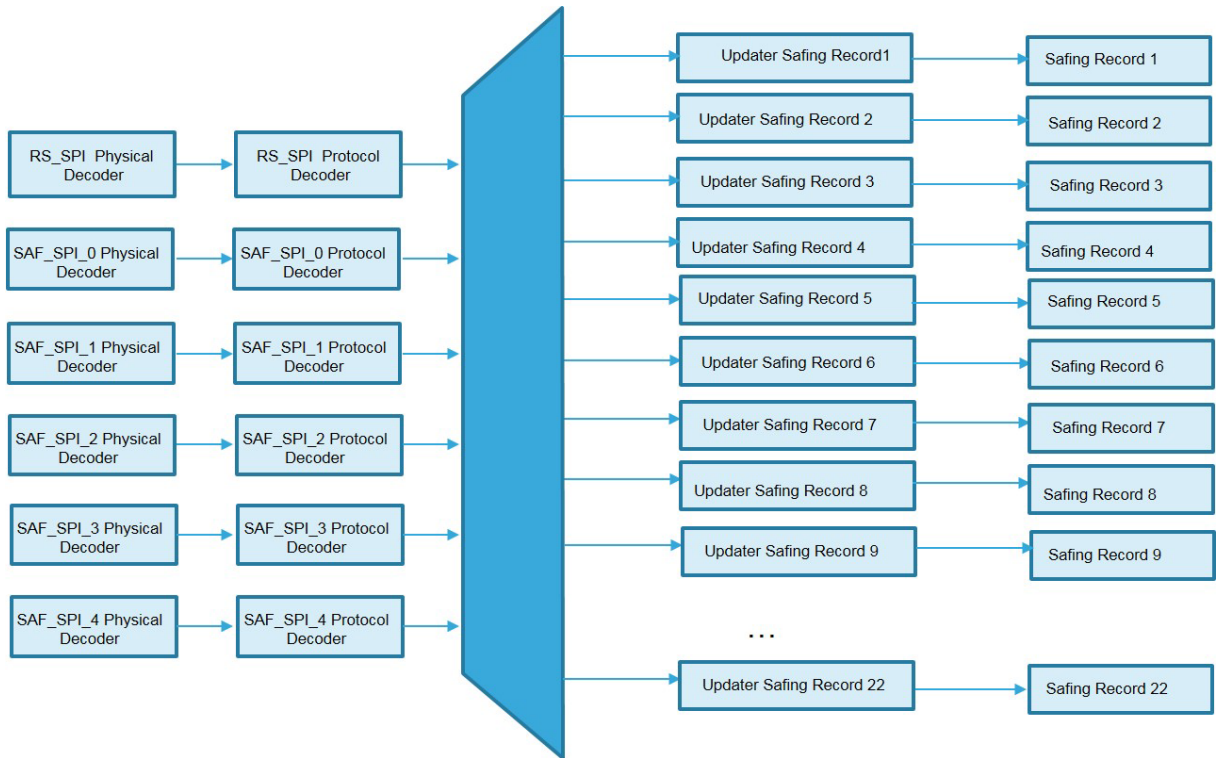 RS_SPI Physical
Decoder
RS_SPI Protocol
Decoder
SAF_SPI_0 Physical
Decoder
SAF_SPI_0 Protocol
Decoder
SAF_SPI_1 Physical
Decoder
SAF_SPI_1 Protocol
Decoder
SAF_SPI_2 Physical
Decoder
SAF_SPI_2 Protocol
Decoder
SAF_SPI_3 Physical
Decoder
SAF_SPI_3 Protocol
Decoder
SAF_SPI_4 Physical
Decoder
SAF_SPI_4 Protocol
Decoder
Updater Safing Record1
Safing Record 1
Updater Safing Record 2
Safing Record 2
Updater Safing Record 3
Safing Record 3
Updater Safing Record 4
Safing Record 4
Updater Safing Record 5
Safing Record 5
Updater Safing Record 6
Safing Record 6
Updater Safing Record 7
Safing Record 7
Updater Safing Record 8
Safing Record 8
Updater Safing Record 9
Safing Record 9
...
Updater Safing Record 22
Safing Record 22